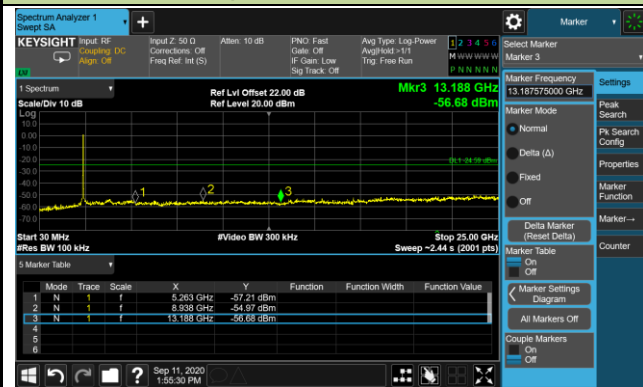 Spectrum Analyzer 1
Swept SA
Marker
KEYSIGHT
Input: RF
Coupling: DC
Align: Off
Input Z: 50 Ω
Corrections: Off
Freq Ref: Int (S)
Atten: 10 dB
PNO: Fast
Gate: Off
IF Gain: Low
Sig Track: Off
Avg Type: Log-Power
Avg|Hold:>1/1
Trig: Free Run
1 2 3 4 5 6
M W W W W W
P N N N N N
Select Marker
Marker 3
LV
1 Spectrum
Scale/Div 10 dB
Ref Lvl Offset 22.00 dB
Ref Level 20.00 dBm
Mkr3 13.188 GHz
-56.68 dBm
Marker Frequency
13.187575000 GHz
Settings
Peak Search
Pk Search Config
Properties
Marker Function
Marker→
Counter
Marker Mode
Normal
Delta (Δ)
Fixed
Off
Delta Marker
(Reset Delta)
Marker Table
On
Off
Marker Settings
Diagram
All Markers Off
Couple Markers
On
Off
Log
10.0
0.00
-10.0
-20.0
-30.0
-40.0
-50.0
-60.0
-70.0
DL1 -24.59 dBm
1
2
3
Start 30 MHz
#Res BW 100 kHz
#Video BW 300 kHz
Stop 25.00 GHz
Sweep ~2.44 s (2001 pts)
5 Marker Table
Mode Trace Scale X Y Function Function Width Function Value
1 N 1 f 5.263 GHz -57.21 dBm
2 N 1 f 8.938 GHz -54.97 dBm
3 N 1 f 13.188 GHz -56.68 dBm
4
5
6
Sep 11, 2020
1:55:30 PM